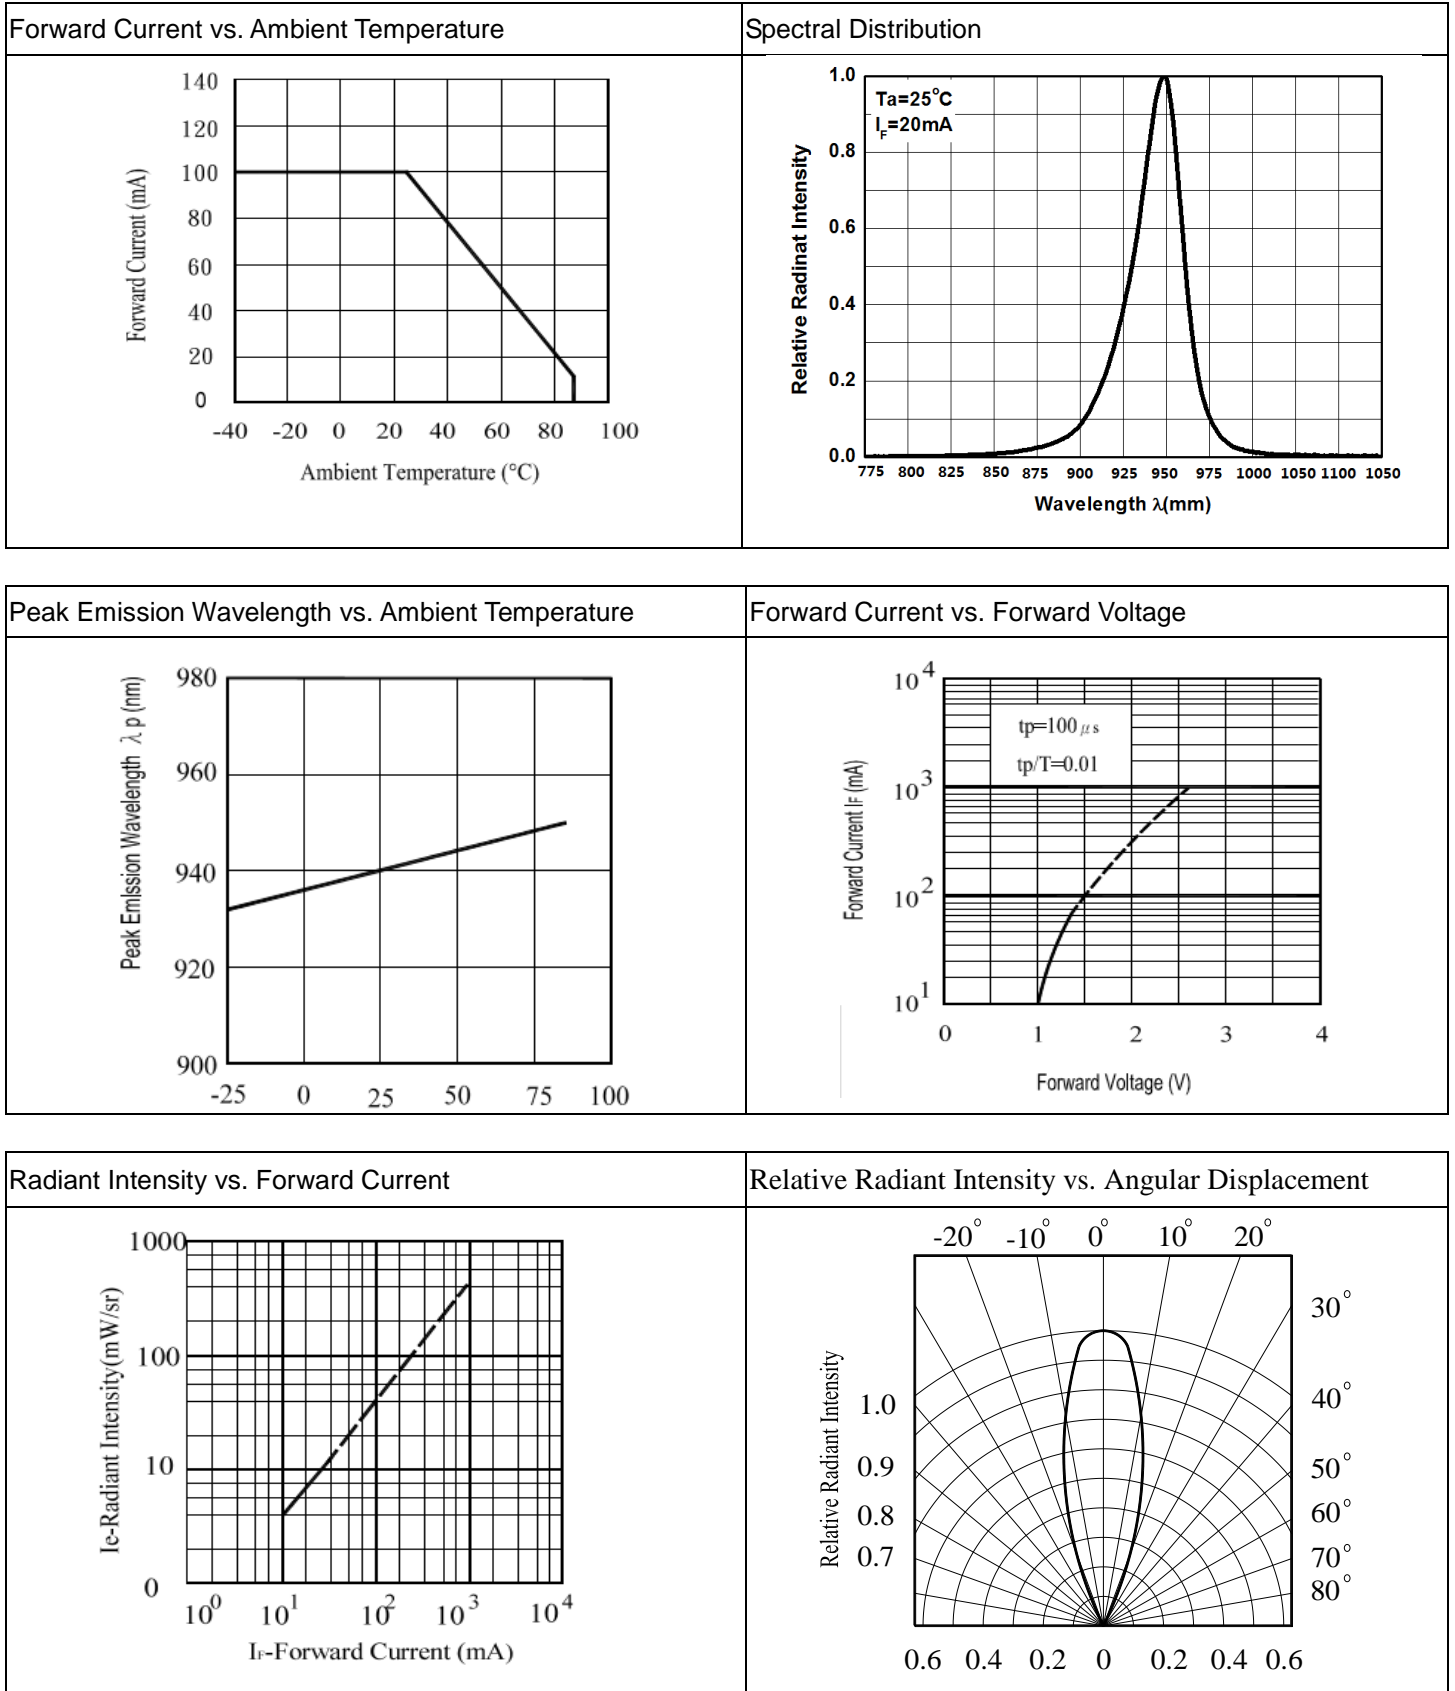 Forward Current vs. Ambient Temperature
Spectral Distribution
140
120
100
80
60
40
20
0
Forward Current (mA)
-40 -20 0 20 40 60 80 100
Ambient Temperature (°C)
Ta=25°C
IF=20mA
1.0
0.8
0.6
0.4
0.2
0.0
Relative Radinat Intensity
775 800 825 850 875 900 925 950 975 1000 1050 1100 1050
Wavelength λ(mm)
Peak Emission Wavelength vs. Ambient Temperature
Forward Current vs. Forward Voltage
Peak Emission Wavelength λ p (nm)
980
960
940
920
900
-25 0 25 50 75 100
10^4
10^3
10^2
10^1
tp=100 μs
tp/T=0.01
Forward Current IF (mA)
0 1 2 3 4
Forward Voltage (V)
Radiant Intensity vs. Forward Current
Relative Radiant Intensity vs. Angular Displacement
Ie-Radiant Intensity(mW/sr)
1000
100
10
0
10^0 10^1 10^2 10^3 10^4
IF-Forward Current (mA)
-20° -10° 0° 10° 20°
30°
40°
50°
60°
70°
80°
Relative Radiant Intensity
1.0
0.9
0.8
0.7
0.6 0.4 0.2 0 0.2 0.4 0.6